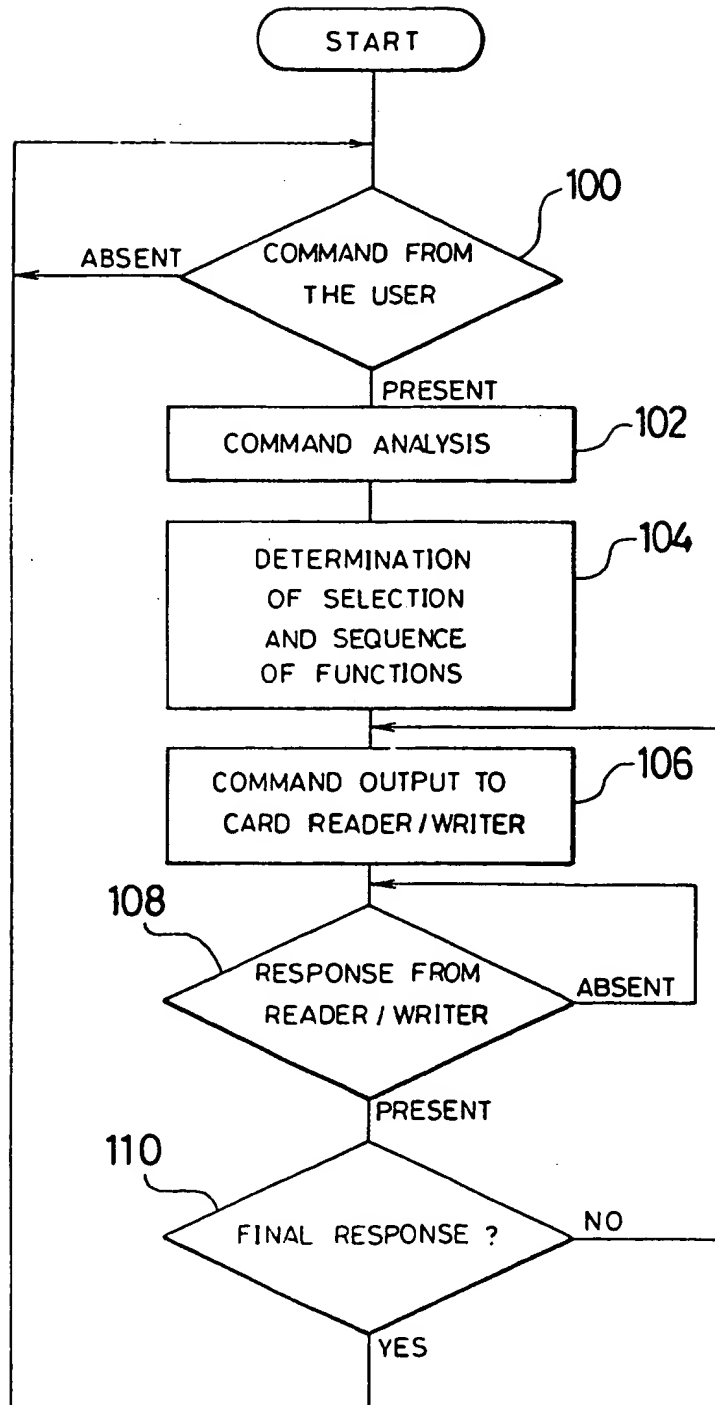 START
100
ABSENT
COMMAND FROM
THE USER
PRESENT
COMMAND ANALYSIS
102
DETERMINATION
OF SELECTION
AND SEQUENCE
OF FUNCTIONS
104
COMMAND OUTPUT TO
CARD READER/WRITER
106
108
RESPONSE FROM
READER / WRITER
ABSENT
PRESENT
110
FINAL RESPONSE ?
NO
YES